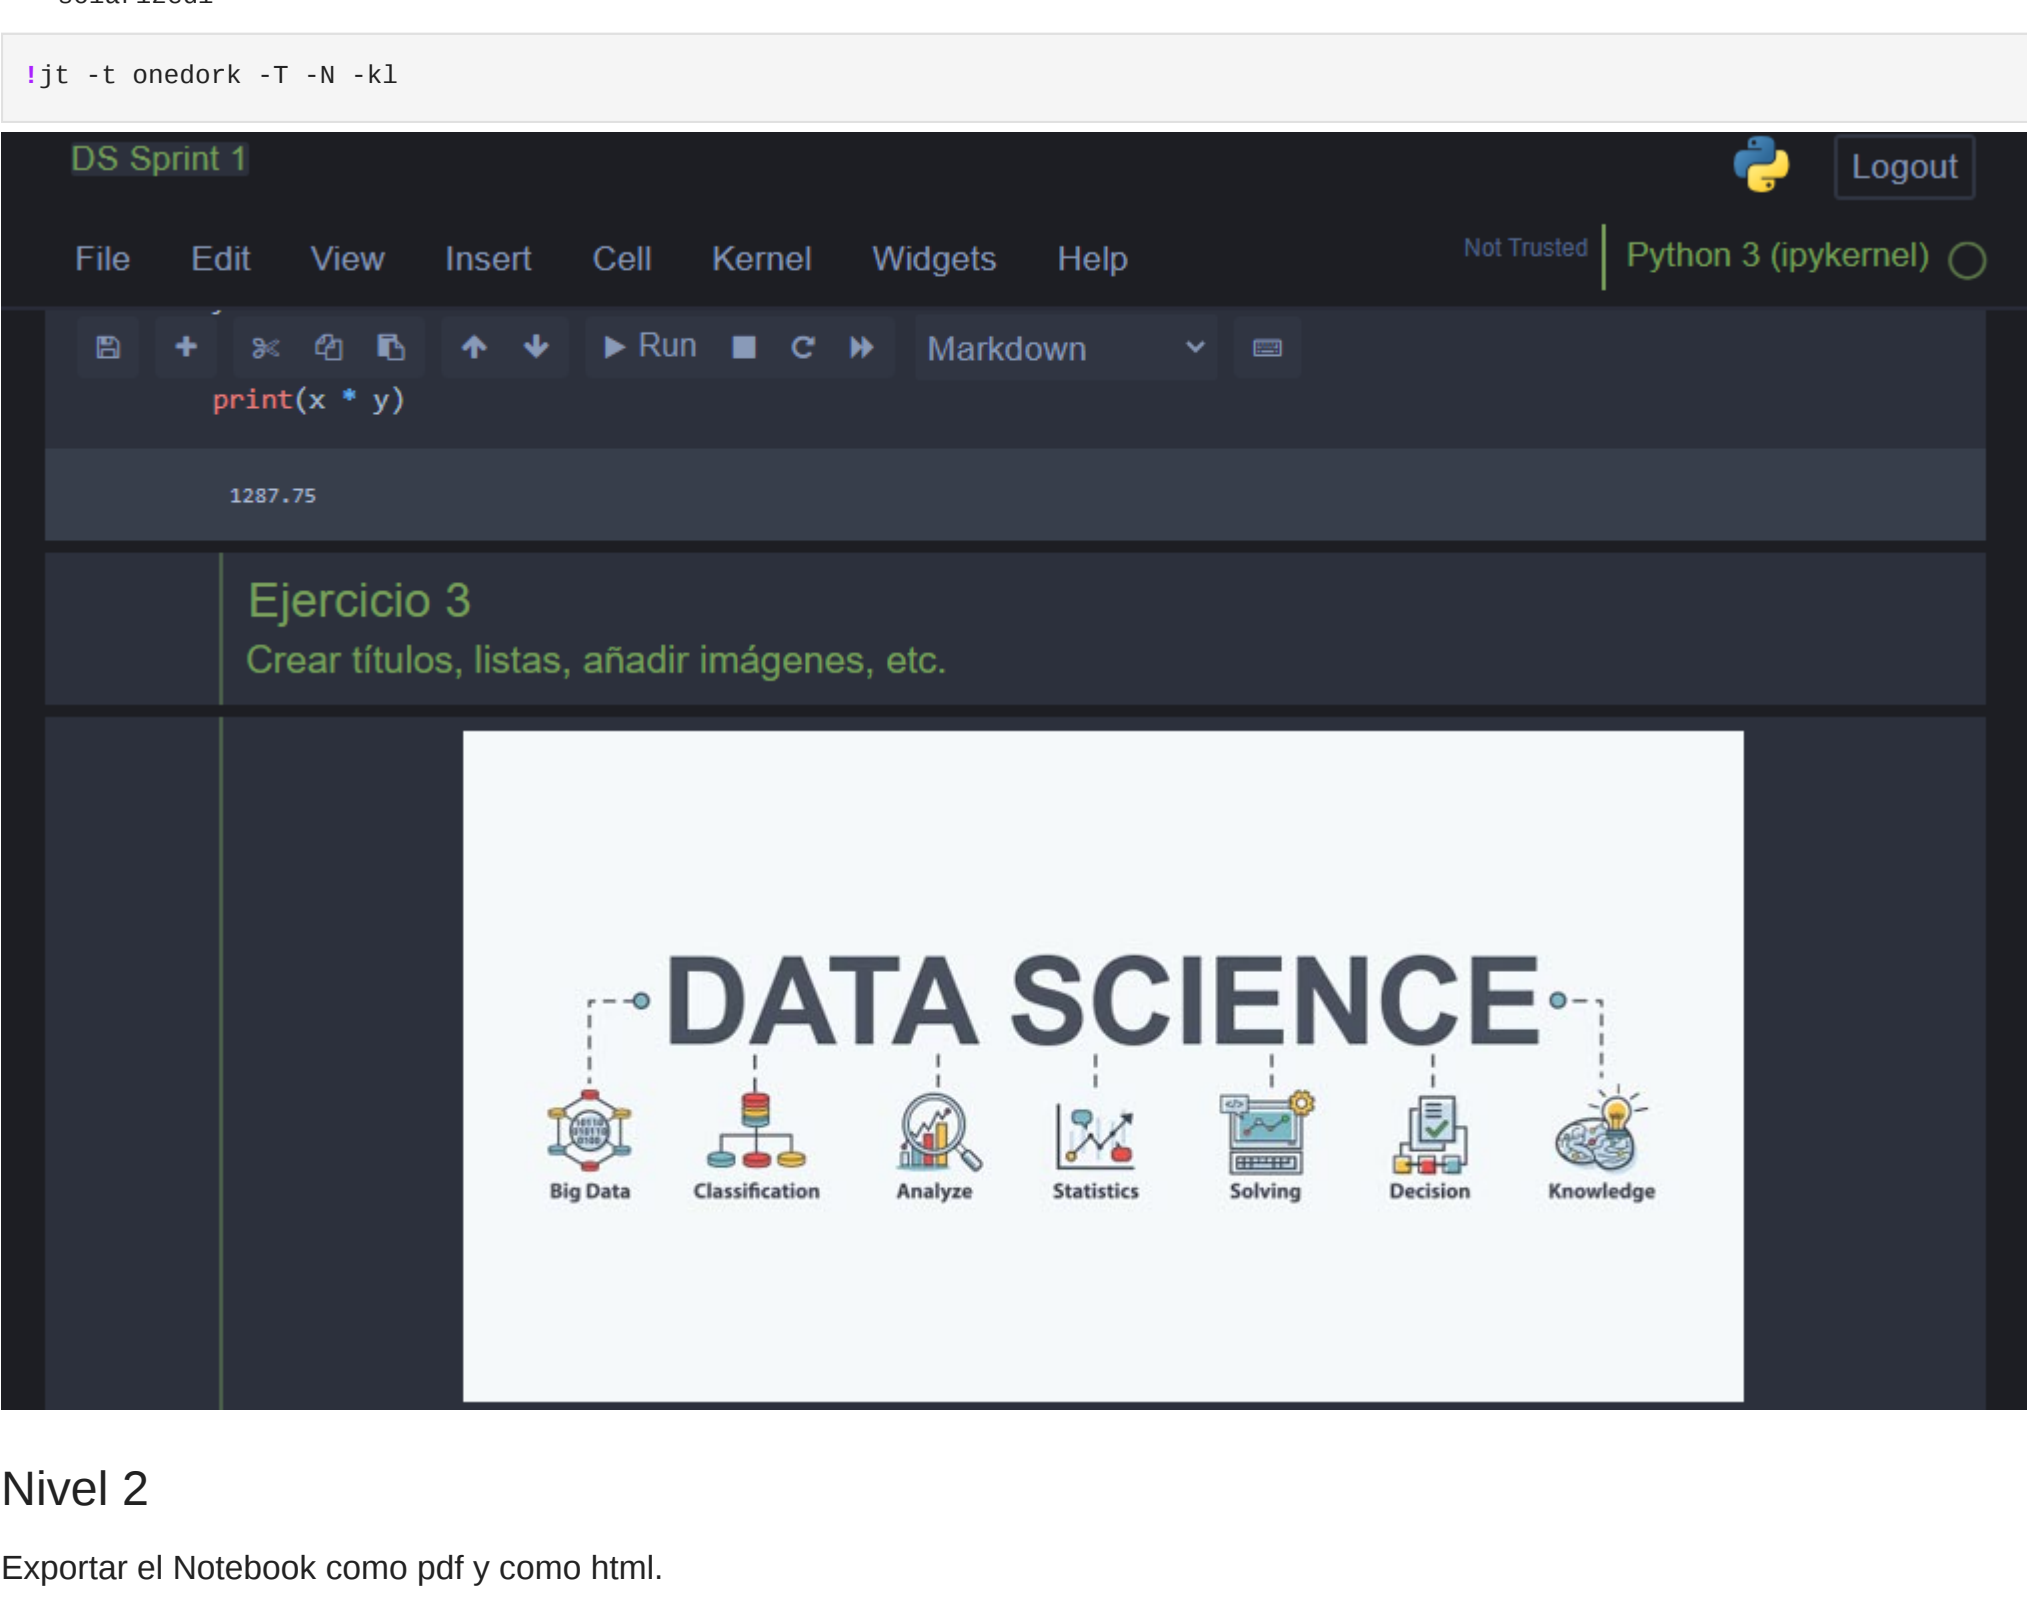 !jt -t onedork -T -N -kl
DS Sprint 1
Logout
File Edit View Insert Cell Kernel Widgets Help
Not Trusted Python 3 (ipykernel)
Run Markdown
print(x * y)
1287.75
Ejercicio 3
Crear títulos, listas, añadir imágenes, etc.
DATA SCIENCE
Big Data Classification Analyze Statistics Solving Decision Knowledge
Nivel 2
Exportar el Notebook como pdf y como html.